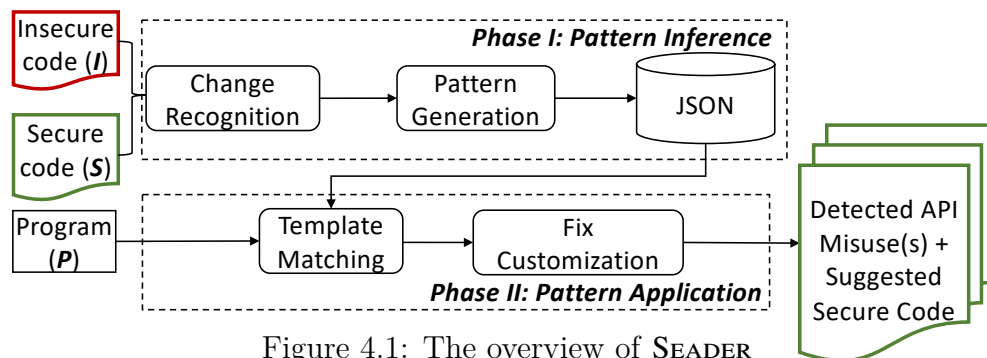 Insecure
code (I)
Phase I: Pattern Inference
Change
Recognition
Pattern
Generation
JSON
Secure
code (S)
Program
(P)
Template
Matching
Fix
Customization
Phase II: Pattern Application
Detected API
Misuse(s) +
Suggested
Secure Code
Figure 4.1: The overview of SEADER